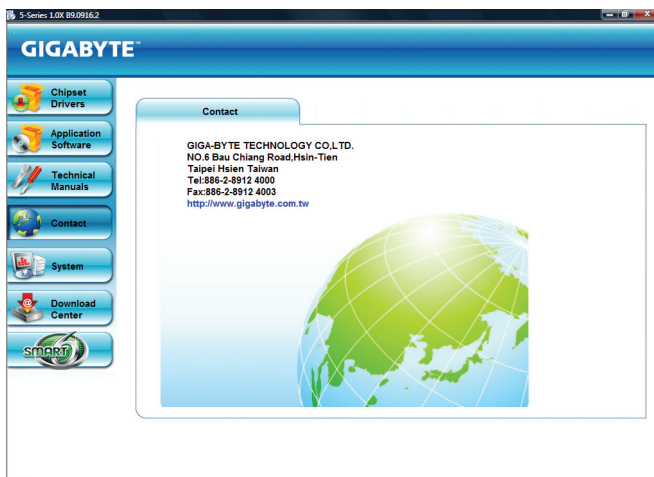 5-Series 1.0X B9.0916.2
GIGABYTE™
Chipset
Drivers
Application
Software
Technical
Manuals
Contact
System
Download
Center
SMART6
Contact
GIGA-BYTE TECHNOLOGY CO,LTD.
NO.6 Bau Chiang Road,Hsin-Tien
Taipei Hsien Taiwan
Tel:886-2-8912 4000
Fax:886-2-8912 4003
http://www.gigabyte.com.tw